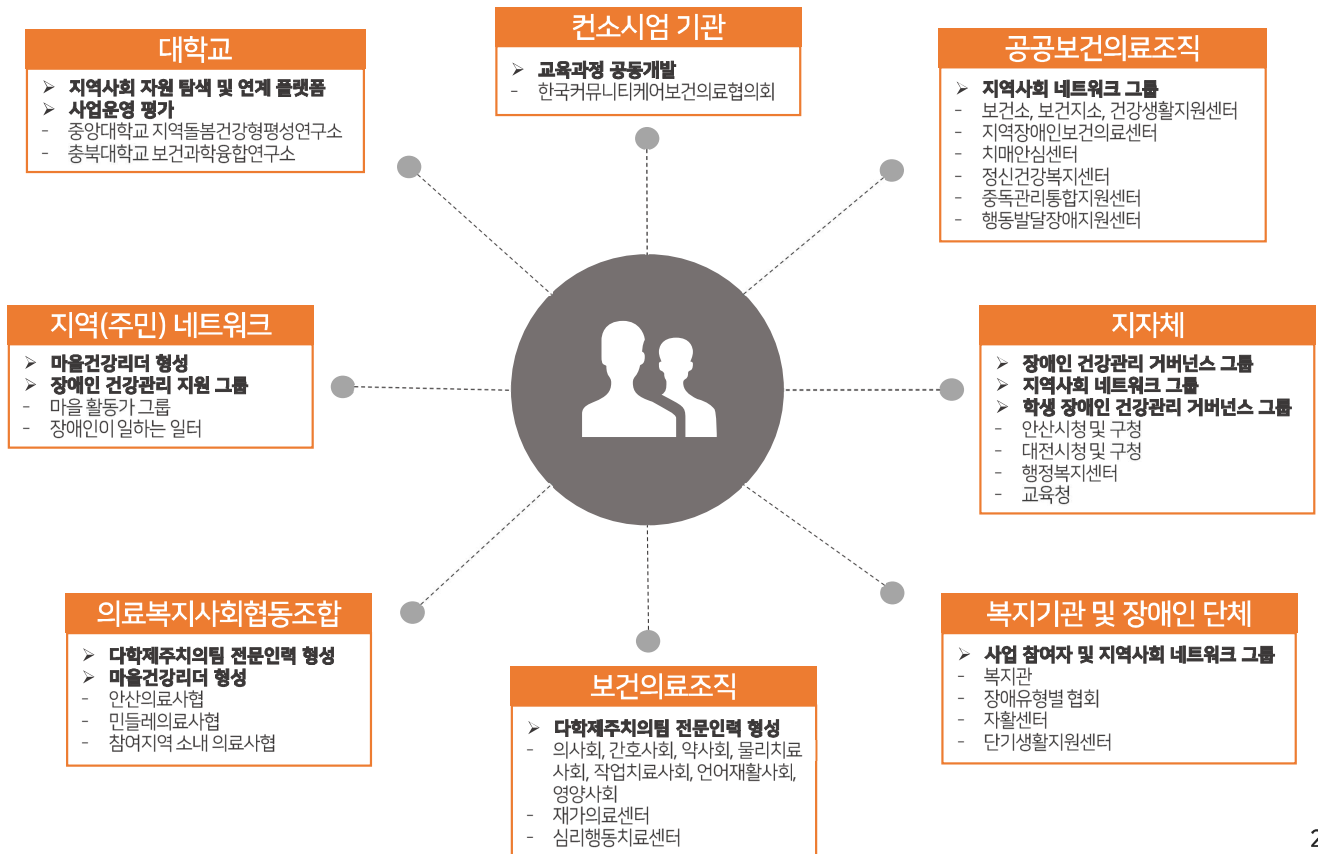 대학교
➢ 지역사회 자원 탐색 및 연계 플랫폼
➢ 사업운영 평가
- 중앙대학교 지역돌봄건강형평성연구소
- 충북대학교 보건과학융합연구소
컨소시엄 기관
➢ 교육과정 공동개발
- 한국커뮤니티케어보건의료협의회
공공보건의료조직
➢ 지역사회 네트워크 그룹
- 보건소, 보건지소, 건강생활지원센터
- 지역장애인보건의료센터
- 치매안심센터
- 정신건강복지센터
- 중독관리통합지원센터
- 행동발달장애지원센터
지역(주민) 네트워크
➢ 마을건강리더 형성
➢ 장애인 건강관리 지원 그룹
- 마을 활동가 그룹
- 장애인이 일하는 일터
지자체
➢ 장애인 건강관리 거버넌스 그룹
➢ 지역사회 네트워크 그룹
➢ 학생 장애인 건강관리 거버넌스 그룹
- 안산시청 및 구청
- 대전시청 및 구청
- 행정복지센터
- 교육청
의료복지사회협동조합
➢ 다학제주치의팀 전문인력 형성
➢ 마을건강리더 형성
- 안산의료사협
- 민들레의료사협
- 참여지역 소내 의료사협
보건의료조직
➢ 다학제주치의팀 전문인력 형성
- 의사회, 간호사회, 약사회, 물리치료
사회, 작업치료사회, 언어재활사회,
영양사회
- 재가의료센터
- 심리행동치료센터
복지기관 및 장애인 단체
➢ 사업 참여자 및 지역사회 네트워크 그룹
- 복지관
- 장애유형별 협회
- 자활센터
- 단기생활지원센터
2